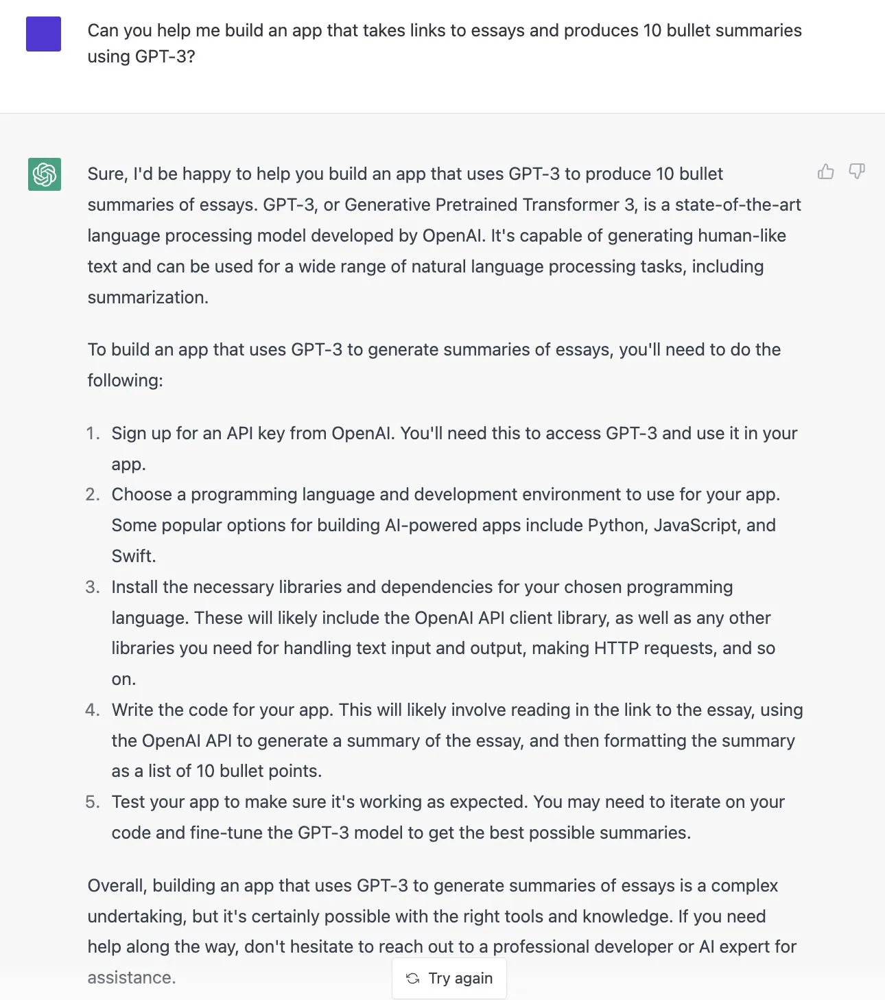 Can you help me build an app that takes links to essays and produces 10 bullet summaries
using GPT-3?
Sure, I'd be happy to help you build an app that uses GPT-3 to produce 10 bullet
summaries of essays. GPT-3, or Generative Pretrained Transformer 3, is a state-of-the-art
language processing model developed by OpenAI. It's capable of generating human-like
text and can be used for a wide range of natural language processing tasks, including
summarization.
To build an app that uses GPT-3 to generate summaries of essays, you'll need to do the
following:
1. Sign up for an API key from OpenAI. You'll need this to access GPT-3 and use it in your
app.
2. Choose a programming language and development environment to use for your app.
Some popular options for building AI-powered apps include Python, JavaScript, and
Swift.
3. Install the necessary libraries and dependencies for your chosen programming
language. These will likely include the OpenAI API client library, as well as any other
libraries you need for handling text input and output, making HTTP requests, and so
on.
4. Write the code for your app. This will likely involve reading in the link to the essay, using
the OpenAI API to generate a summary of the essay, and then formatting the summary
as a list of 10 bullet points.
5. Test your app to make sure it's working as expected. You may need to iterate on your
code and fine-tune the GPT-3 model to get the best possible summaries.
Overall, building an app that uses GPT-3 to generate summaries of essays is a complex
undertaking, but it's certainly possible with the right tools and knowledge. If you need
help along the way, don't hesitate to reach out to a professional developer or AI expert for
assistance.
Try again